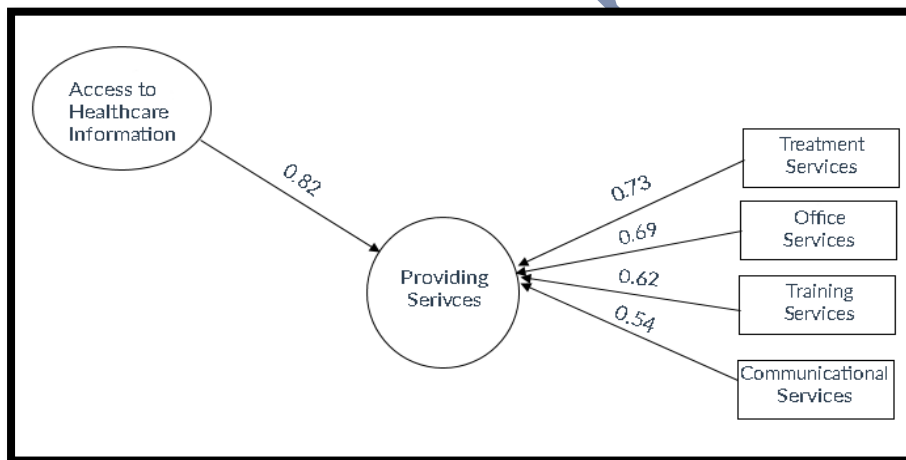 Access to
Healthcare
Information
0.82
Providing
Serivces
0.73
0.69
0.62
0.54
Treatment
Services
Office
Services
Training
Services
Communicational
Services